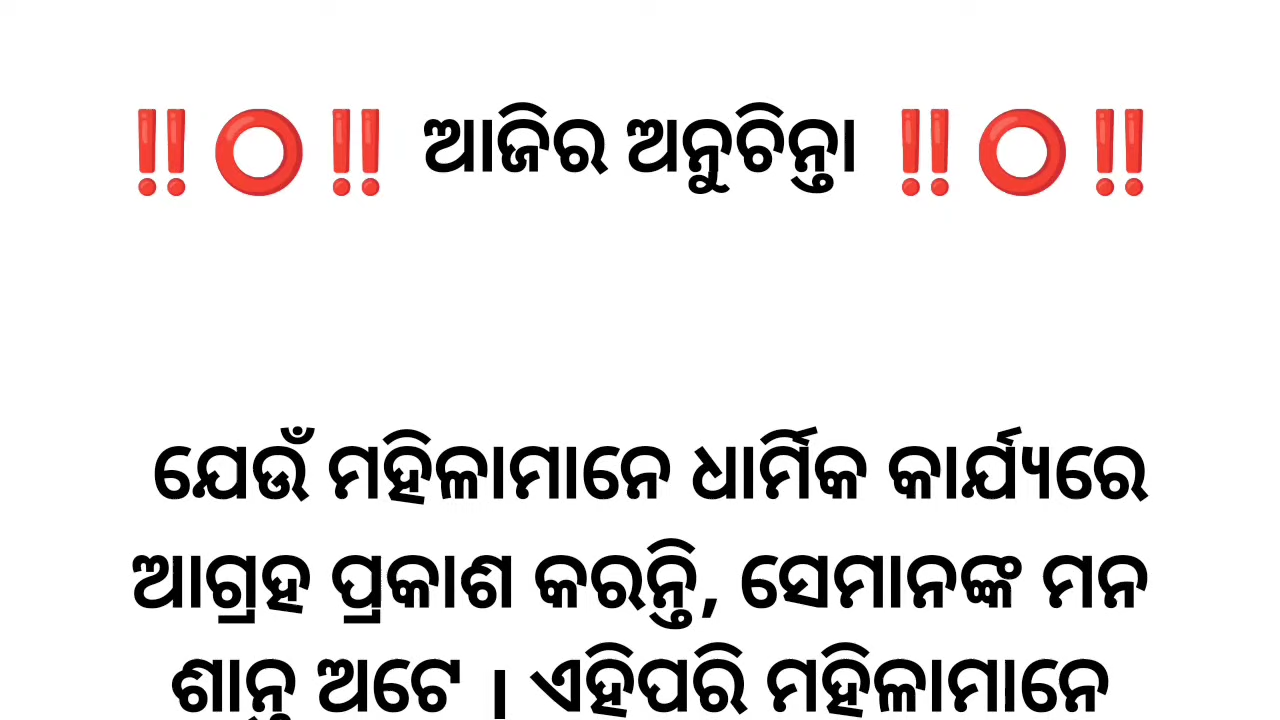 ‼️⭕‼️ ଆଜିର ଅନୁଚିନ୍ତା ‼️⭕‼️
ଯେଉଁ ମହିଳାମାନେ ଧାର୍ମିକ କାର୍ଯ୍ୟରେ
ଆଗ୍ରହ ପ୍ରକାଶ କରନ୍ତି, ସେମାନଙ୍କ ମନ
ଶାନ୍ତ ଅଟେ । ଏହିପରି ମହିଳାମାନେ